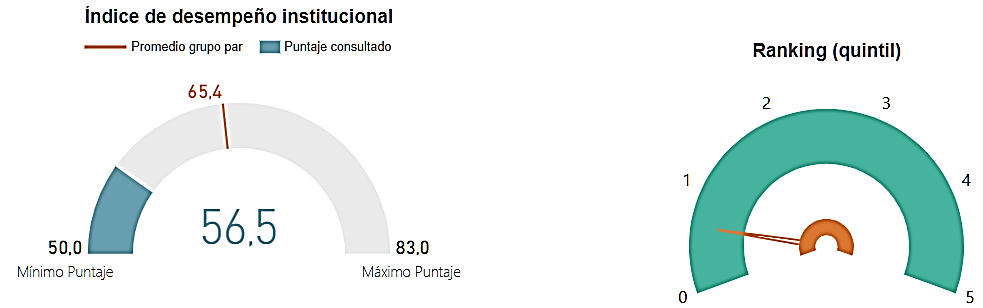 Índice de desempeño institucional
Promedio grupo par
Puntaje consultado
65,4
56,5
50,0
Mínimo Puntaje
83,0
Máximo Puntaje
Ranking (quintil)
0
1
2
3
4
5